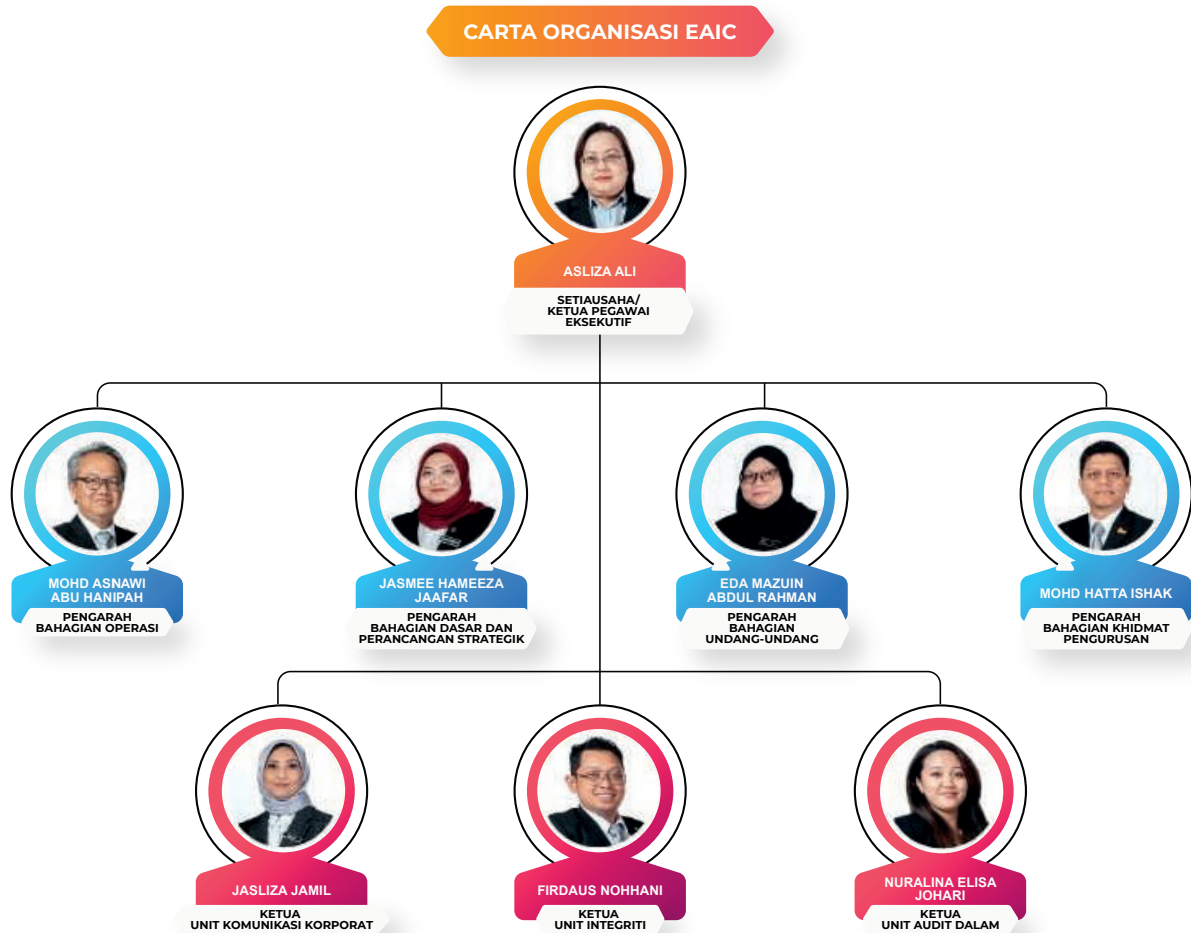 CARTA ORGANISASI EAIC
ASLIZA ALI
SETIAUSAHA/
KETUA PEGAWAI
EKSEKUTIF
MOHD ASNAWI
ABU HANIPAH
PENGARAH
BAHAGIAN OPERASI
JASMEE HAMEEZA
JAAFAR
PENGARAH
BAHAGIAN DASAR DAN
PERANCANGAN STRATEGIK
EDA MAZUIN
ABDUL RAHMAN
PENGARAH
BAHAGIAN
UNDANG-UNDANG
MOHD HATTA ISHAK
PENGARAH
BAHAGIAN KHIDMAT
PENGURUSAN
JASLIZA JAMIL
KETUA
UNIT KOMUNIKASI KORPORAT
FIRDAUS NOHHANI
KETUA
UNIT INTEGRITI
NURALINA ELISA
JOHARI
KETUA
UNIT AUDIT DALAM